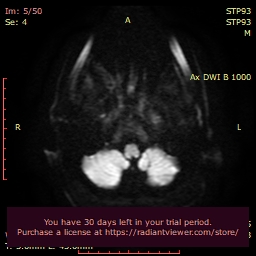 Im: 5/50
Se: 4
A
STP93
STP93
M
Ax DWI B 1000
R
L
You have 30 days left in your trial period.
Purchase a license at https://radiantviewer.com/store/